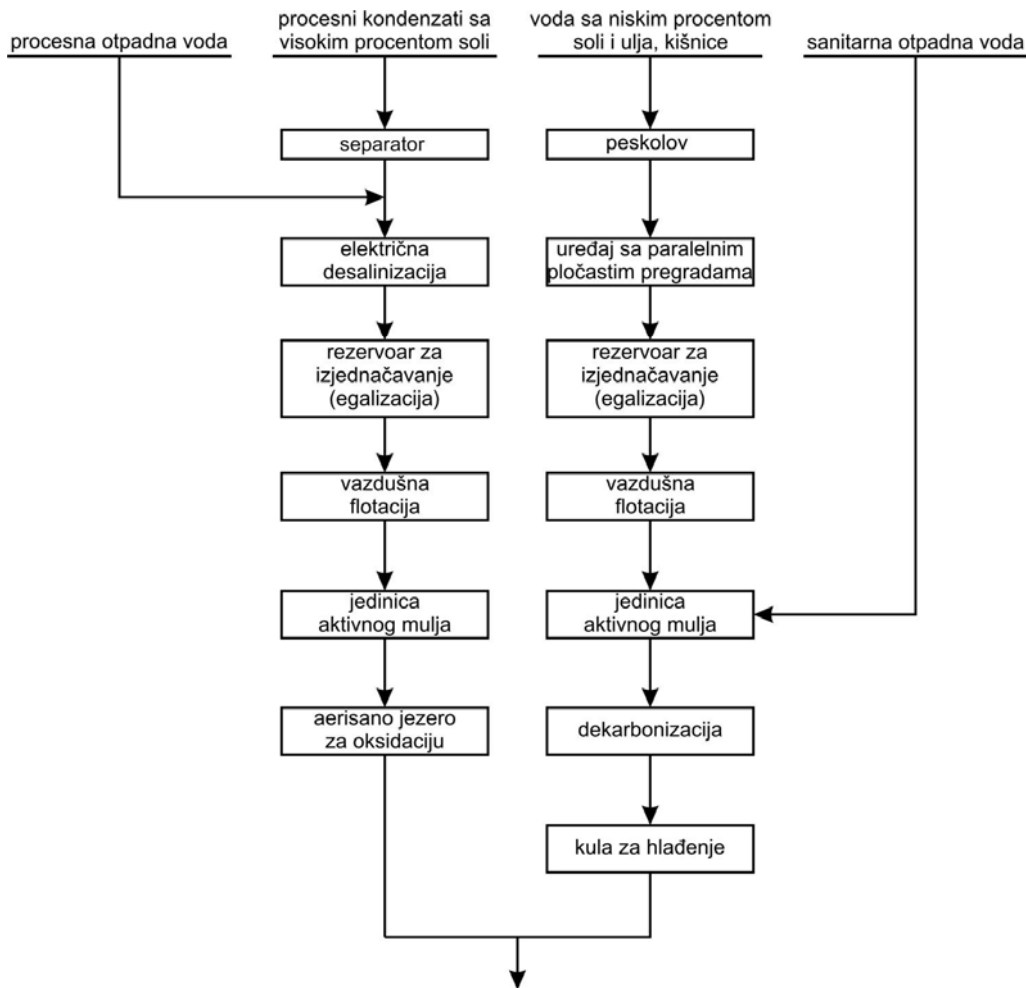 procesna otpadna voda
procesni kondenzati sa
visokim procentom soli
voda sa niskim procentom
soli i ulja, kišnice
sanitarna otpadna voda
separator
peskolov
električna
desalinizacija
uređaj sa paralelnim
pločastim pregradama
rezervoar za
izjednačavanje
(egalizacija)
rezervoar za
izjednačavanje
(egalizacija)
vazdušna
flotacija
vazdušna
flotacija
jedinica
aktivnog mulja
jedinica
aktivnog mulja
aerisano jezero
za oksidaciju
dekarbonizacija
kula za hlađenje